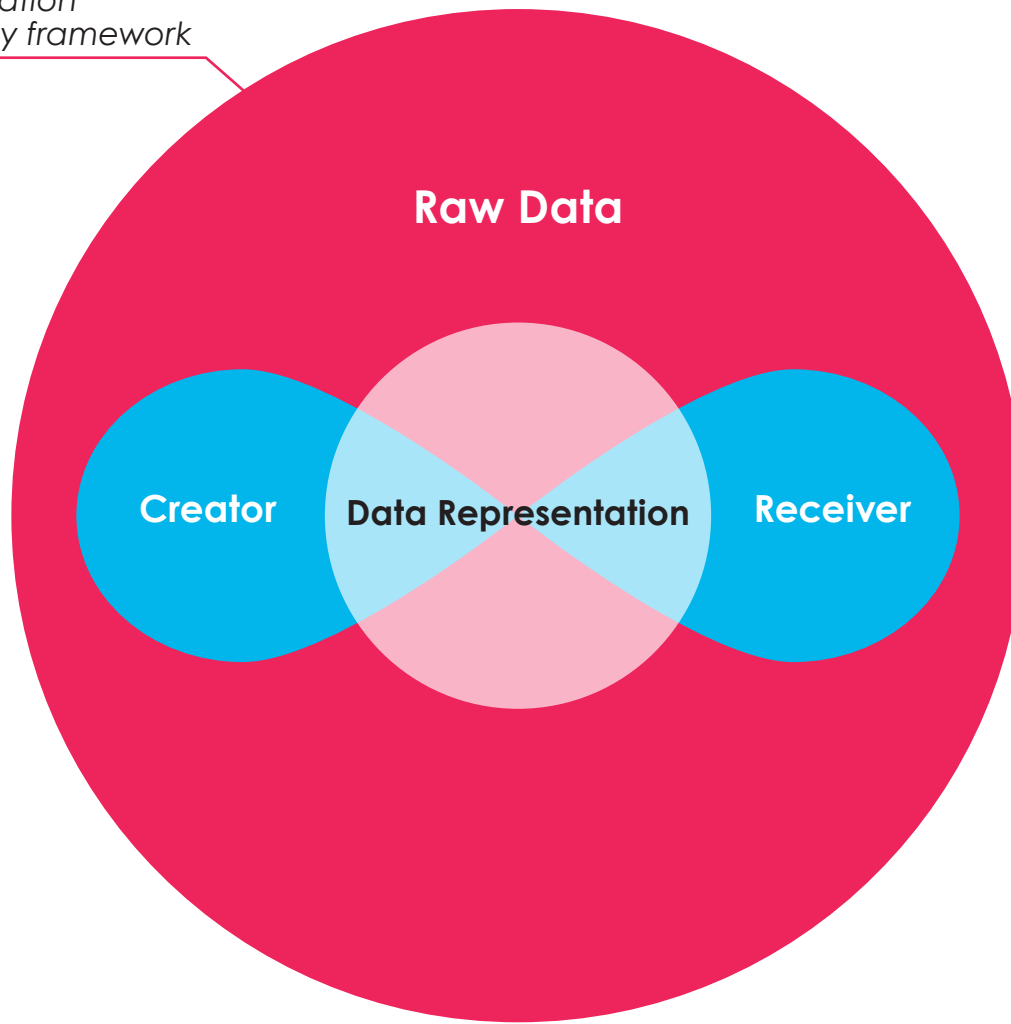 framework
Raw Data
Creator
Data Representation
Receiver